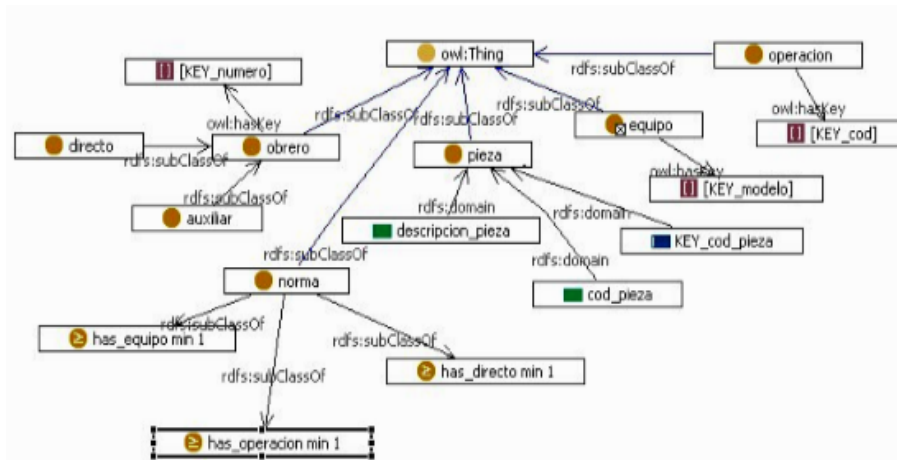 owl:Thing
operacion
rdfs:subClassOf
[KEY_numero]
rdfs:subClassOf
rdfs:subClassOf
rdfs:subClassOf
owl:hasKey
equipo
owl:hasKey
[KEY_cod]
directo
rdfs:subClassOf
obrero
pieza
owl:hasKey
[KEY_modelo]
rdfs:subClassOf
auxiliar
rdfs:domain
rdfs:domain
descripcion_pieza
KEY_cod_pieza
rdfs:subClassOf
rdfs:domain
norma
cod_pieza
rdfs:subClassOf
has_equipo min 1
rdfs:subClassOf
rdfs:subClassOf
has_directo min 1
has_operacion min 1